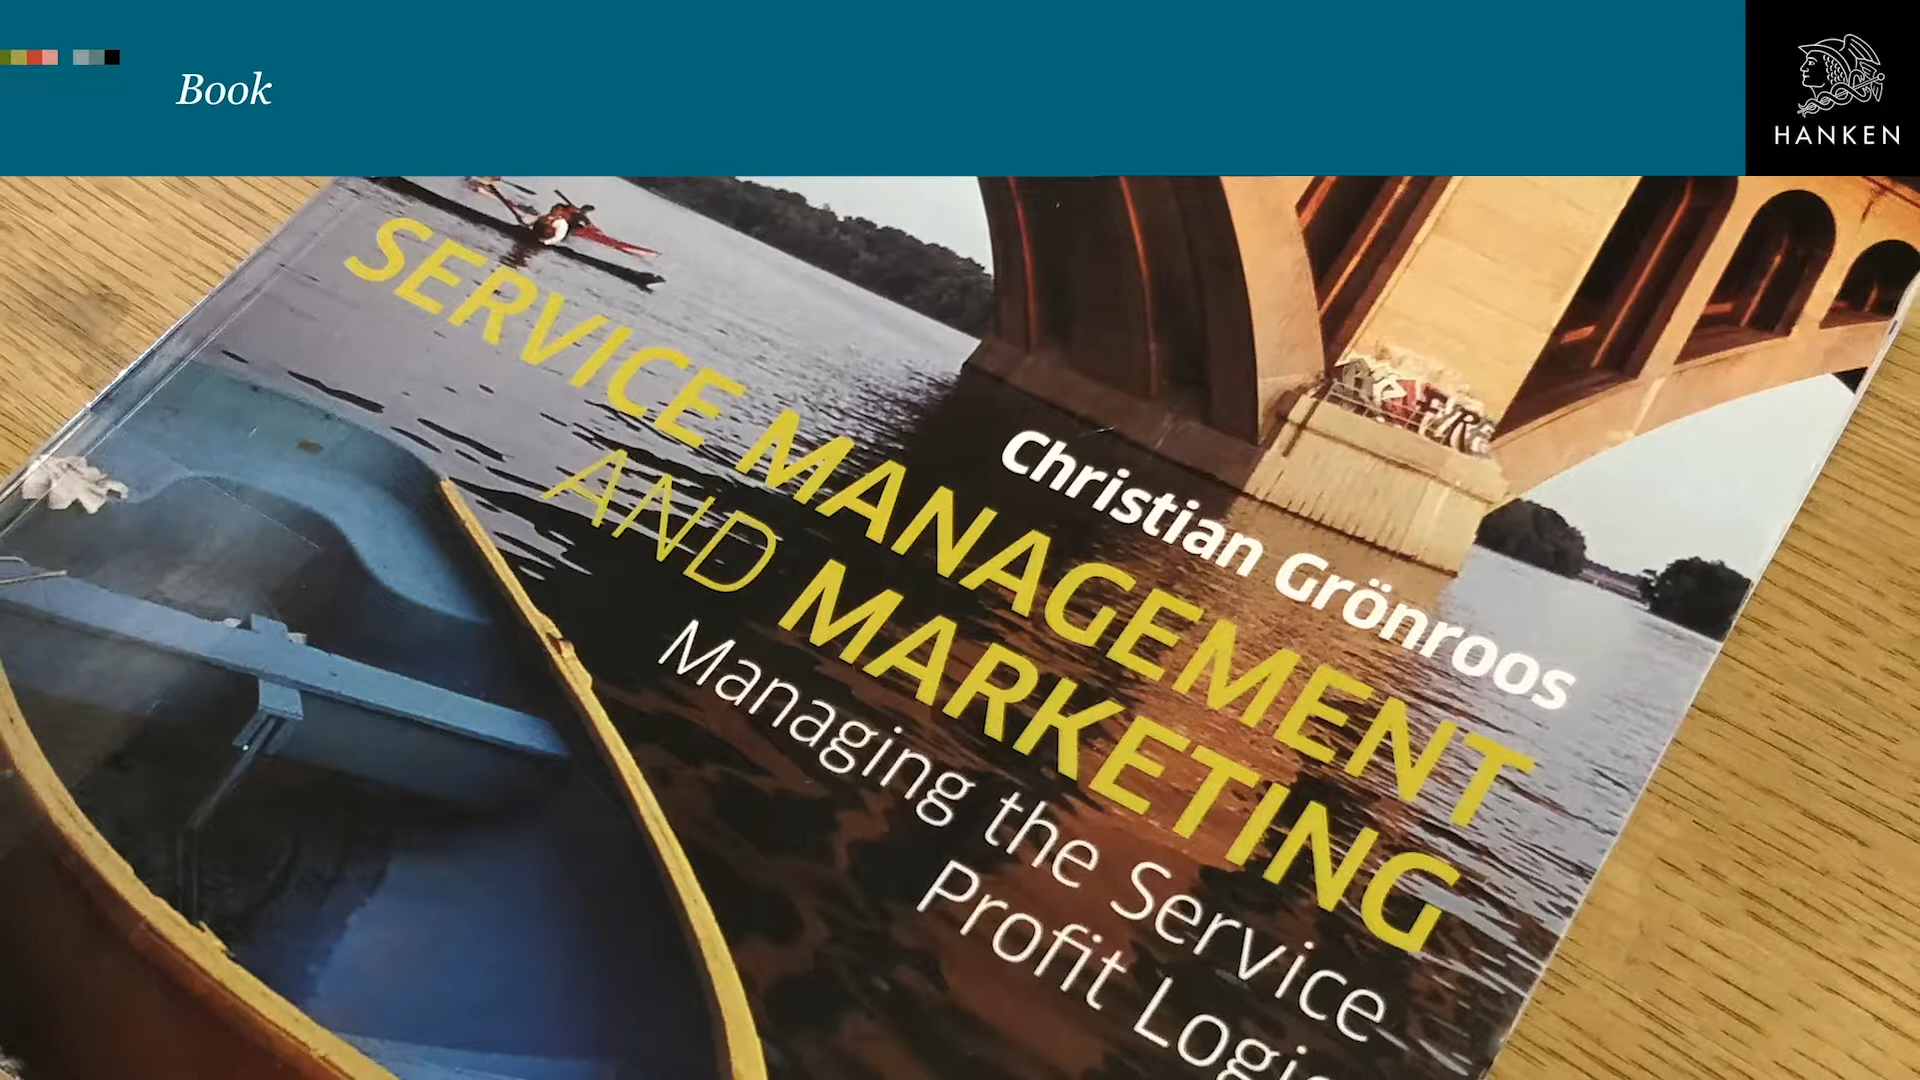 Book
HANKEN
Christian Grönroos
SERVICE MANAGEMENT
AND MARKETING
Managing the Service
Profit Logic